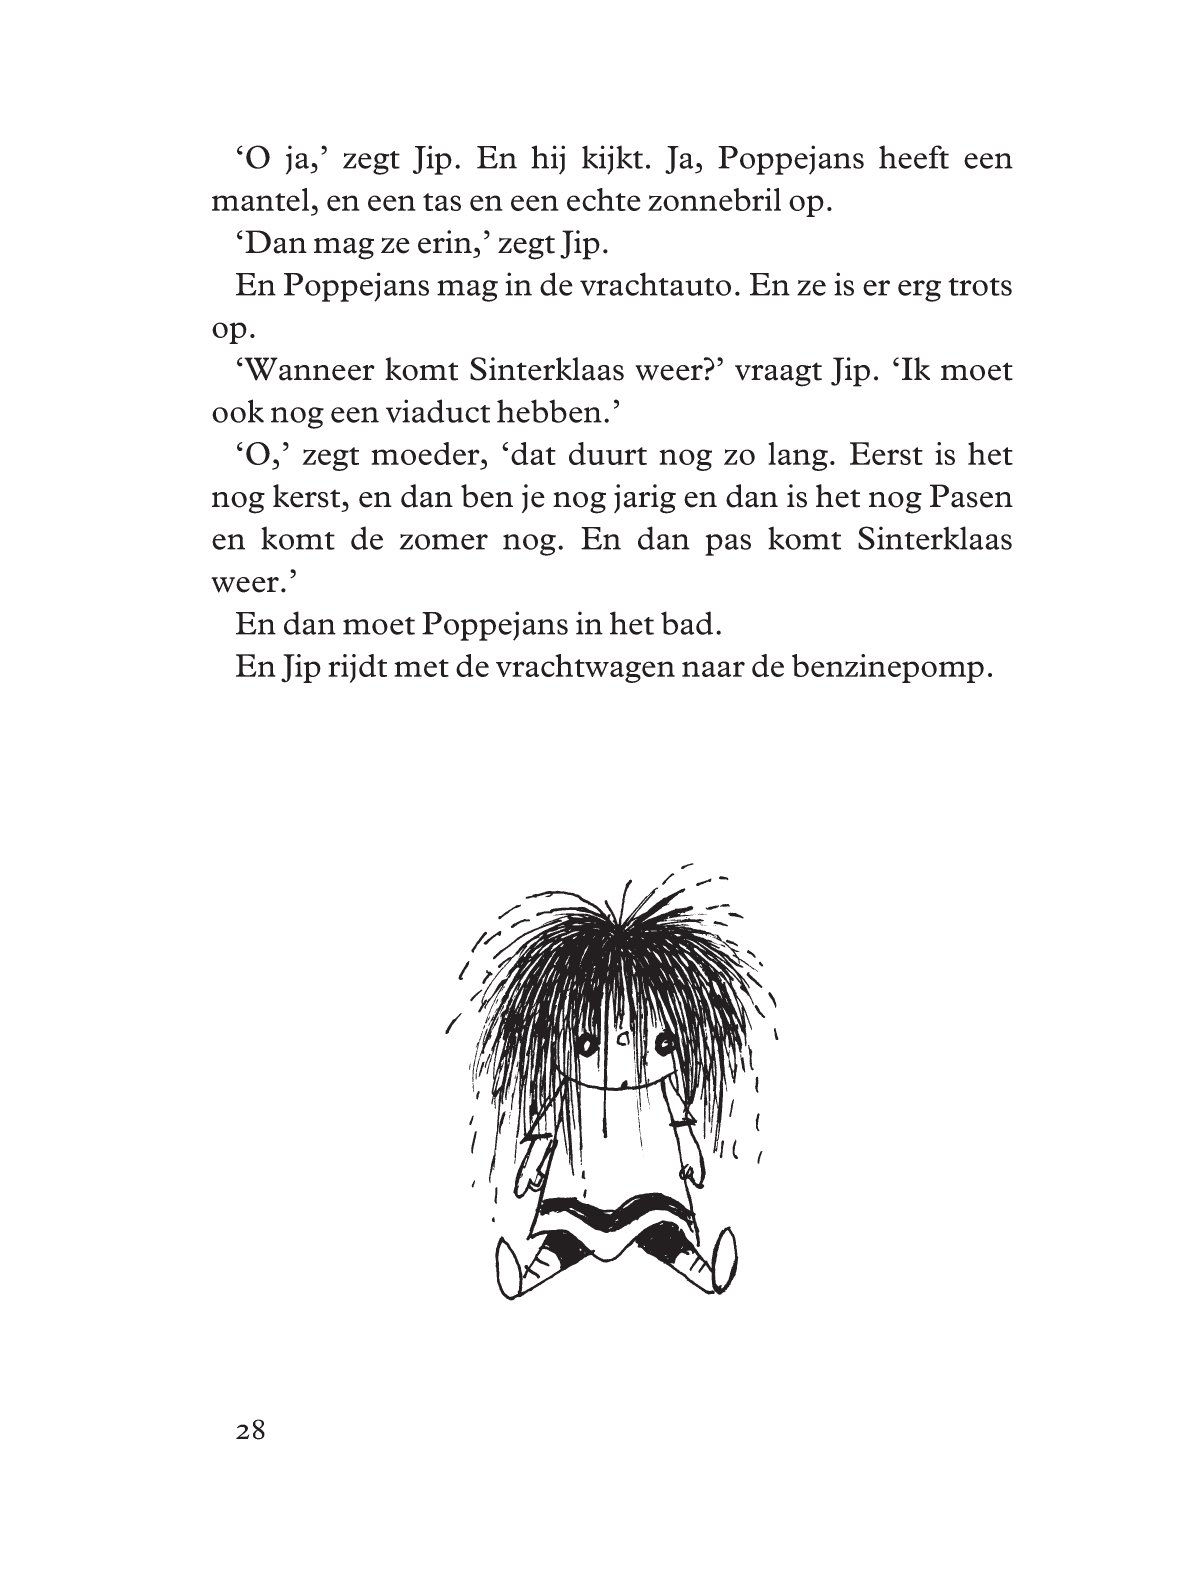 ‘O ja,’ zegt Jip. En hij kijkt. Ja, Poppejans heeft een
mantel, en een tas en een echte zonnebril op.
‘Dan mag ze erin,’ zegt Jip.
En Poppejans mag in de vrachtauto. En ze is er erg trots
op.
‘Wanneer komt Sinterklaas weer?’ vraagt Jip. ‘Ik moet
ook nog een viaduct hebben.’
‘O,’ zegt moeder, ‘dat duurt nog zo lang. Eerst is het
nog kerst, en dan ben je nog jarig en dan is het nog Pasen
en komt de zomer nog. En dan pas komt Sinterklaas
weer.’
En dan moet Poppejans in het bad.
En Jip rijdt met de vrachtwagen naar de benzinepomp.
28